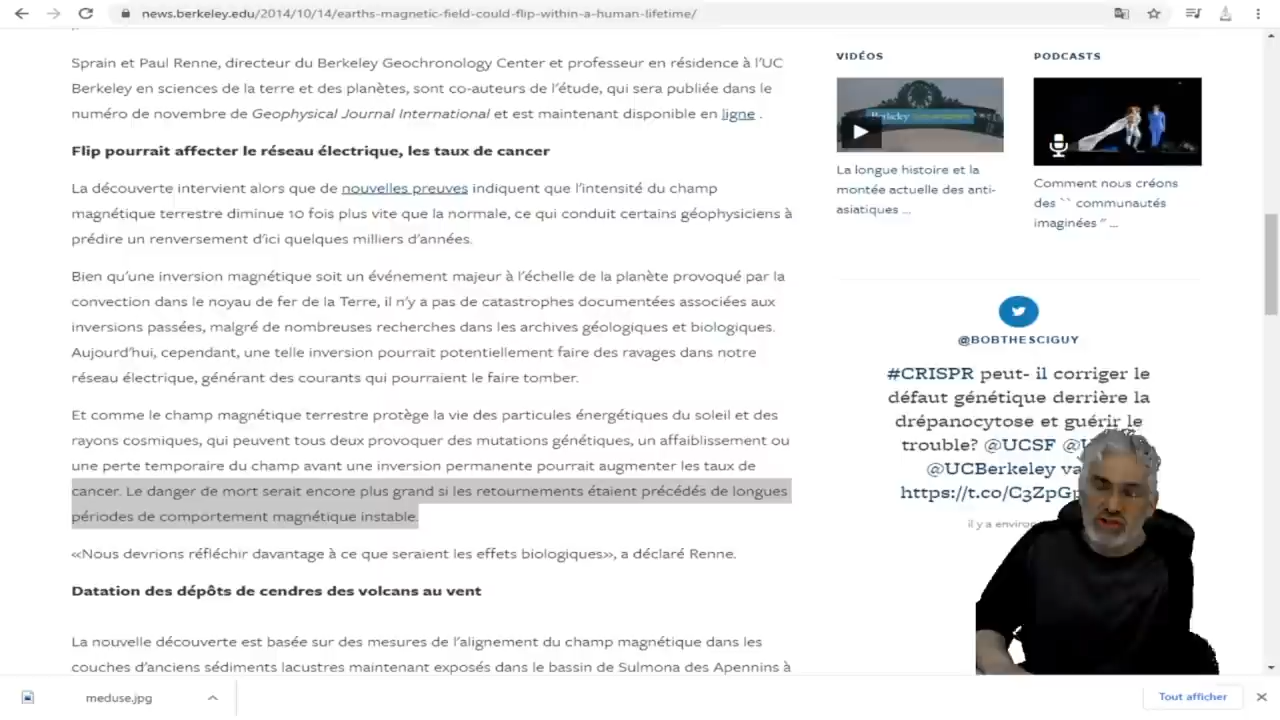 news.berkeley.edu/2014/10/14/earths-magnetic-field-could-flip-within-a-human-lifetime/
Sprain et Paul Renne, directeur du Berkeley Geochronology Center et professeur en résidence à l'UC
Berkeley en sciences de la terre et des planètes, sont co-auteurs de l'étude, qui sera publiée dans le
numéro de novembre de Geophysical Journal International et est maintenant disponible en ligne .
Flip pourrait affecter le réseau électrique, les taux de cancer
La découverte intervient alors que de nouvelles preuves indiquent que l'intensité du champ
magnétique terrestre diminue 10 fois plus vite que la normale, ce qui conduit certains géophysiciens à
prédire un renversement d'ici quelques milliers d'années.
Bien qu'une inversion magnétique soit un événement majeur à l'échelle de la planète provoqué par la
convection dans le noyau de fer de la Terre, il n'y a pas de catastrophes documentées associées aux
inversions passées, malgré de nombreuses recherches dans les archives géologiques et biologiques.
Aujourd'hui, cependant, une telle inversion pourrait potentiellement faire des ravages dans notre
réseau électrique, générant des courants qui pourraient le faire tomber.
Et comme le champ magnétique terrestre protège la vie des particules énergétiques du soleil et des
rayons cosmiques, qui peuvent tous deux provoquer des mutations génétiques, un affaiblissement ou
une perte temporaire du champ avant une inversion permanente pourrait augmenter les taux de
cancer. Le danger de mort serait encore plus grand si les retournements étaient précédés de longues
périodes de comportement magnétique instable.
«Nous devrions réfléchir davantage à ce que seraient les effets biologiques», a déclaré Renne.
Datation des dépôts de cendres des volcans au vent
La nouvelle découverte est basée sur des mesures de l'alignement du champ magnétique dans les
couches d'anciens sédiments lacustres maintenant exposés dans le bassin de Sulmona des Apennins à
VIDÉOS
La longue histoire et la
montée actuelle des anti-
asiatiques ...
PODCASTS
Comment nous créons
des `` communautés
imaginées '' ...
@BOBTHESCIGUY
#CRISPR peut- il corriger le
défaut génétique derrière la
drépanocytose et guérir le
trouble? @UCSF
@UCBerkeley
https://t.co/C3ZpG
il y a
meduse.jpg
Tout afficher